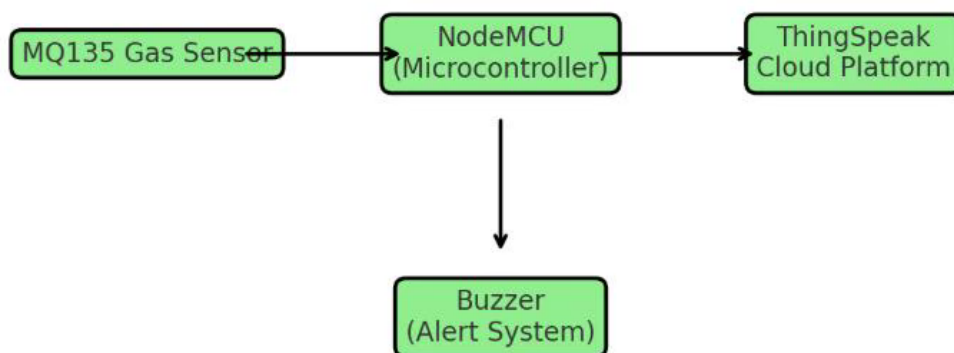 MQ135 Gas Sensor
NodeMCU
(Microcontroller)
ThingSpeak
Cloud Platform
Buzzer
(Alert System)